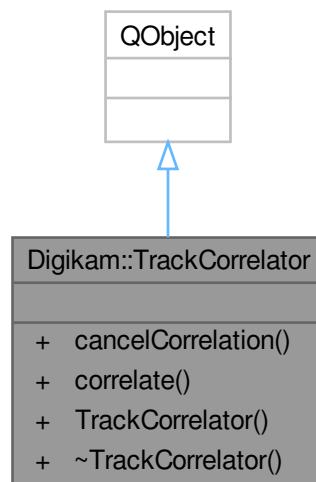 QObject
Digikam::TrackCorrelator
+ cancelCorrelation()
+ correlate()
+ TrackCorrelator()
+ ~TrackCorrelator()